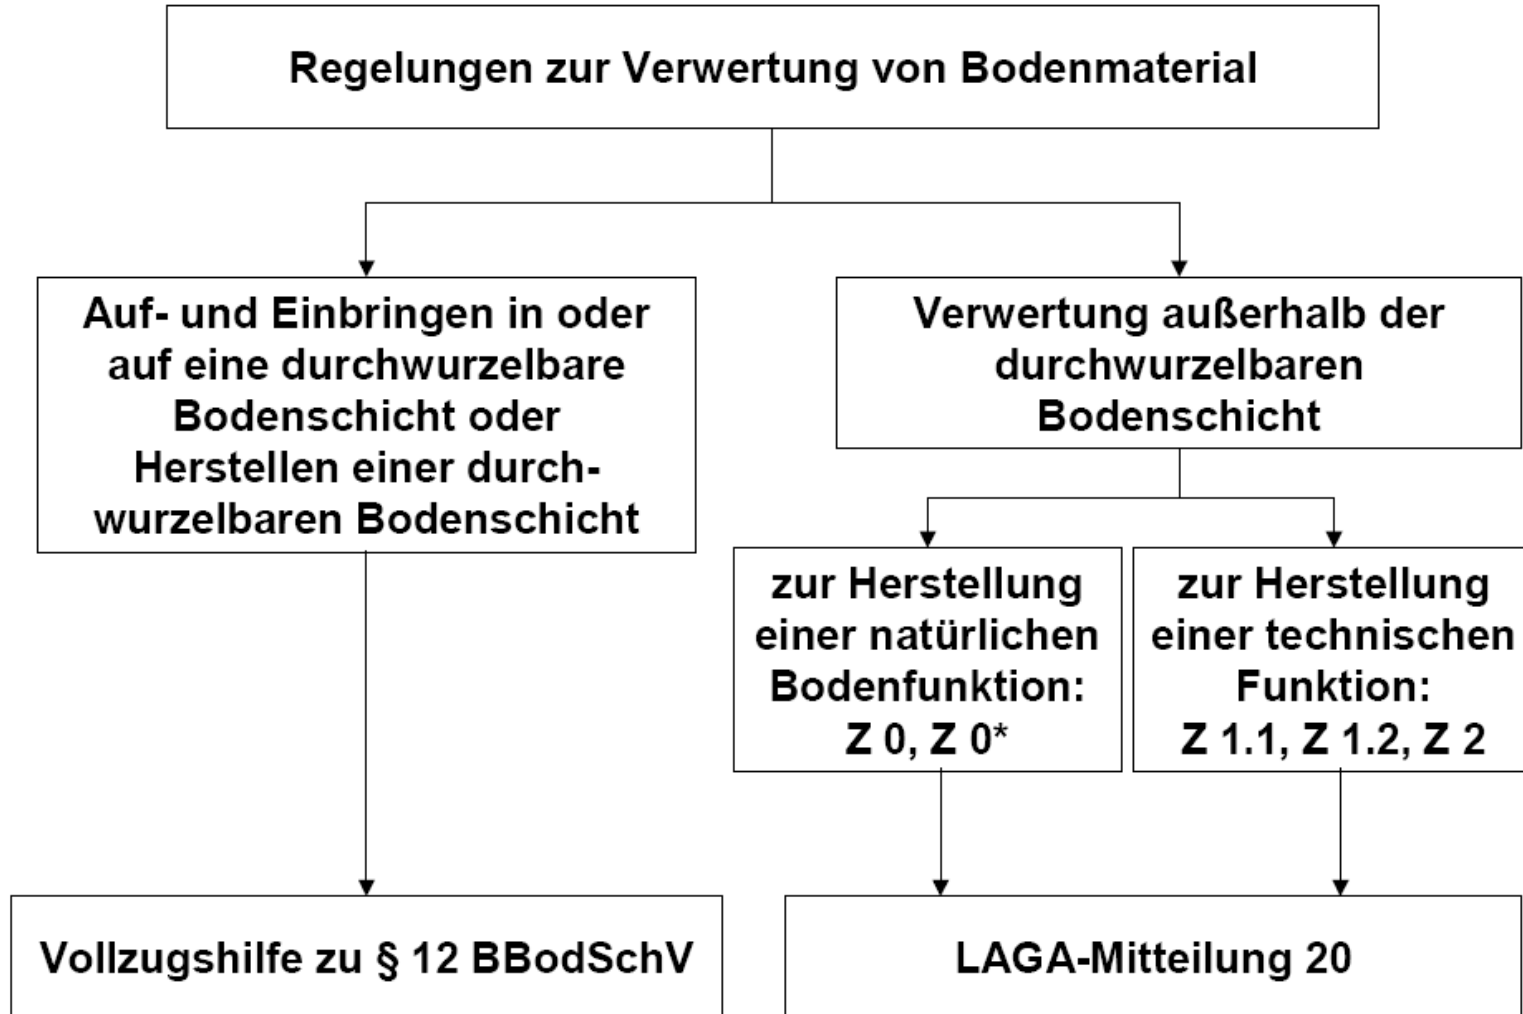 Regelungen zur Verwertung von Bodenmaterial
Auf- und Einbringen in oder
auf eine durchwurzelbare
Bodenschicht oder
Herstellen einer durch-
wurzelbaren Bodenschicht
Verwertung außerhalb der
durchwurzelbaren
Bodenschicht
zur Herstellung
einer natürlichen
Bodenfunktion:
Z 0, Z 0*
zur Herstellung
einer technischen
Funktion:
Z 1.1, Z 1.2, Z 2
Vollzugshilfe zu § 12 BBodSchV
LAGA-Mitteilung 20